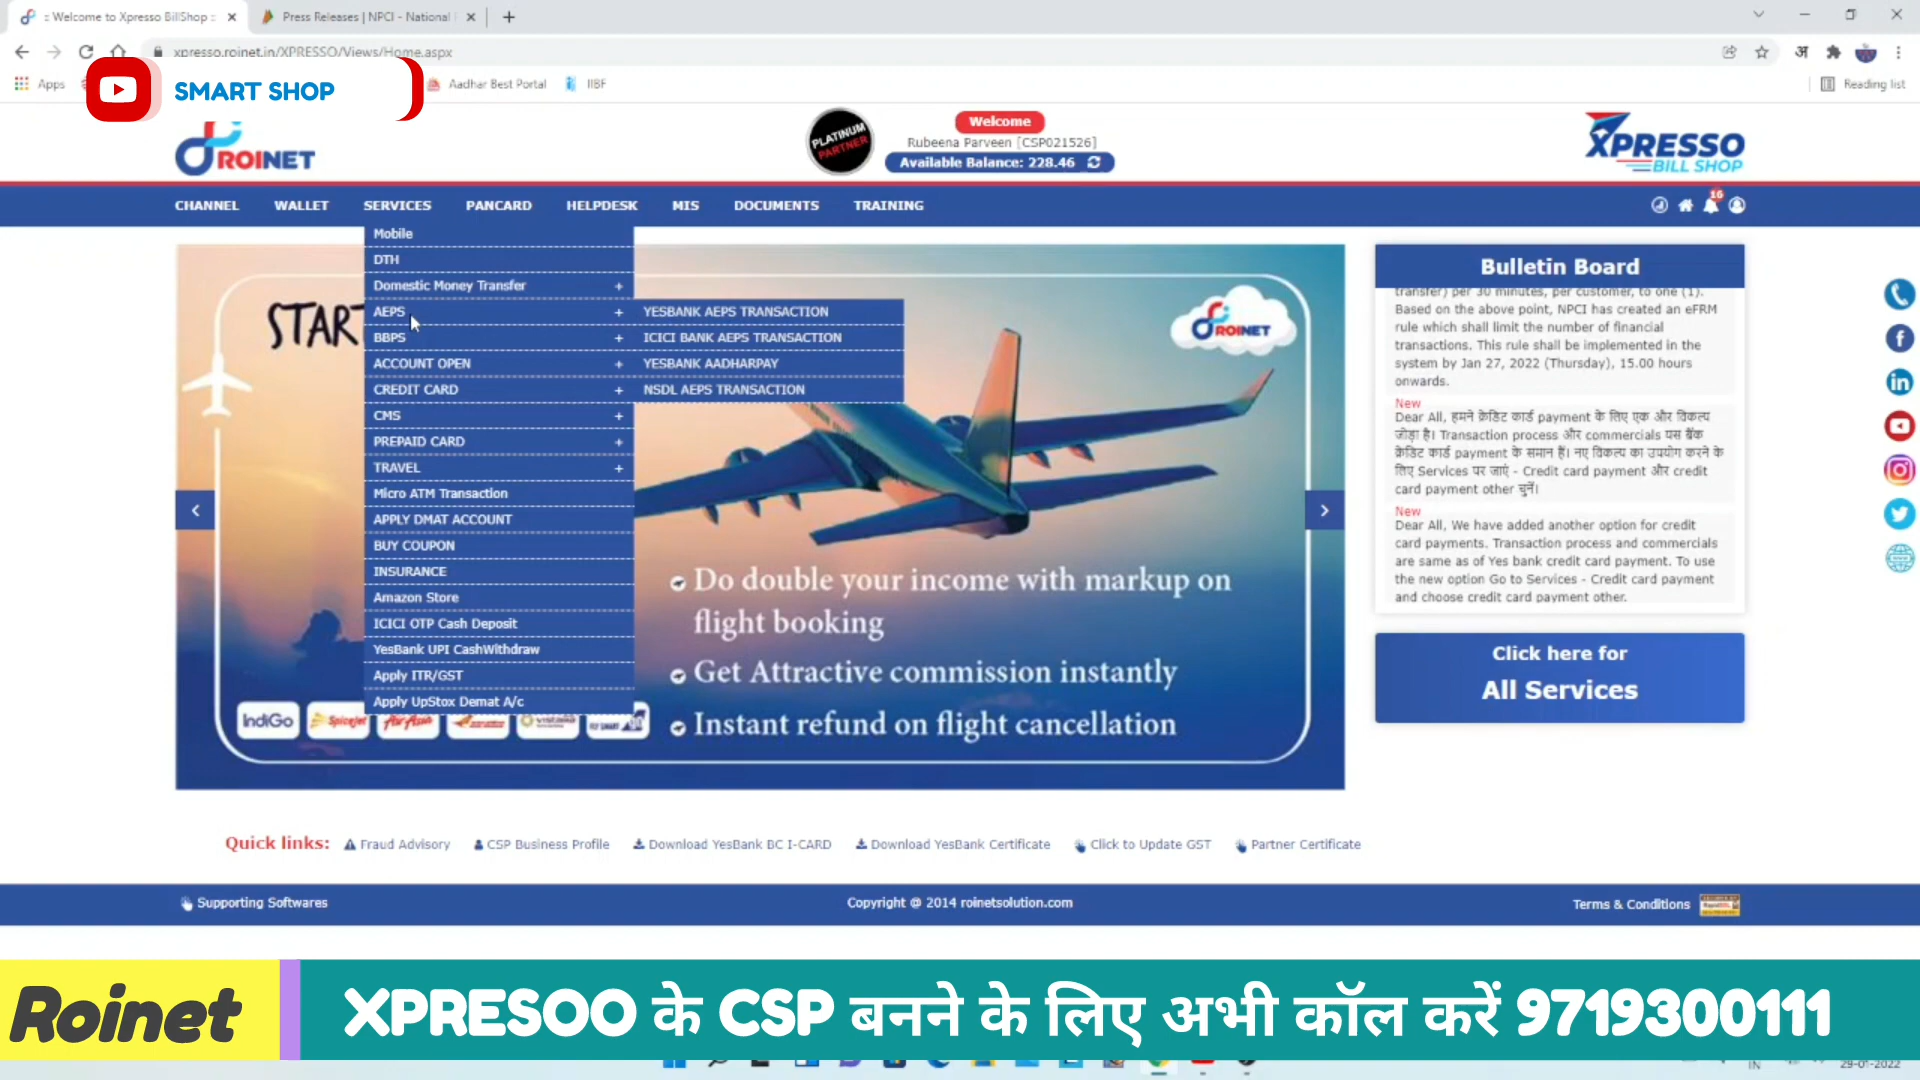 :: Welcome to Xpresso BillShop ::
Press Releases | NPCI - National
xpresso.roinet.in/XPRESSO/Views/Home.aspx
Apps
Aadhar Best Portal
IIBF
Reading list
SMART SHOP
ROINET
PLATINUM
PARTNER
Welcome
Rubeena Parveen [CSP021526]
Available Balance: 228.46
XPRESSO
BILL SHOP
CHANNEL
WALLET
SERVICES
PANCARD
HELPDESK
MIS
DOCUMENTS
TRAINING
16
Mobile
DTH
Domestic Money Transfer +
AEPS +
BBPS +
ACCOUNT OPEN +
CREDIT CARD +
CMS +
PREPAID CARD +
TRAVEL +
Micro ATM Transaction
APPLY DMAT ACCOUNT
BUY COUPON
INSURANCE
Amazon Store
ICICI OTP Cash Deposit
YesBank UPI CashWithdraw
Apply ITR/GST
Apply UpStox Demat A/c
YESBANK AEPS TRANSACTION
ICICI BANK AEPS TRANSACTION
YESBANK AADHARPAY
NSDL AEPS TRANSACTION
START
ROINET
Do double your income with markup on
flight booking
Get Attractive commission instantly
Instant refund on flight cancellation
IndiGo
SpiceJet
AirAsia
Bulletin Board
transfer) per 30 minutes, per customer, to one (1).
Based on the above point, NPCI has created an eFRM
rule which shall limit the number of financial
transactions. This rule shall be implemented in the
system by Jan 27, 2022 (Thursday), 15.00 hours
onwards.
New
Dear All, हमने क्रेडिट कार्ड payment के लिए एक और विकल्प
जोड़ा है। Transaction process और commercials यस बैंक
क्रेडिट कार्ड payment के समान हैं। नए विकल्प का उपयोग करने के
लिए Services पर जाएं - Credit card payment और credit
card payment other चुनें।
New
Dear All, We have added another option for credit
card payments. Transaction process and commercials
are same as of Yes bank credit card payment. To use
the new option Go to Services - Credit card payment
and choose credit card payment other.
Click here for
All Services
Quick links:
Fraud Advisory
CSP Business Profile
Download YesBank BC I-CARD
Download YesBank Certificate
Click to Update GST
Partner Certificate
Supporting Softwares
Copyright @ 2014 roinetsolution.com
Terms & Conditions
Roinet
XPRESOO के CSP बनने के लिए अभी कॉल करें 9719300111
IN
29-01-2022